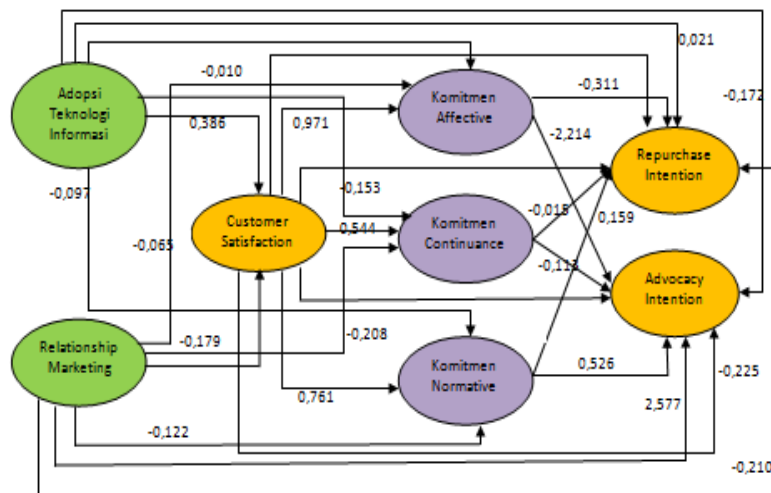 0,021
-0,010
-0,311
-0,172
Adopsi
Teknologi
Informasi
Komitmen
Affective
0,386
0,971
-2,214
Repurchase
Intention
-0,097
-0,153
Customer
Satisfaction
0,544
Komitmen
Continuance
-0,015
0,159
-0,065
-0,113
Advocacy
Intention
Relationship
Marketing
-0,179
-0,208
Komitmen
Normative
0,526
-0,225
0,761
2,577
-0,122
-0,210